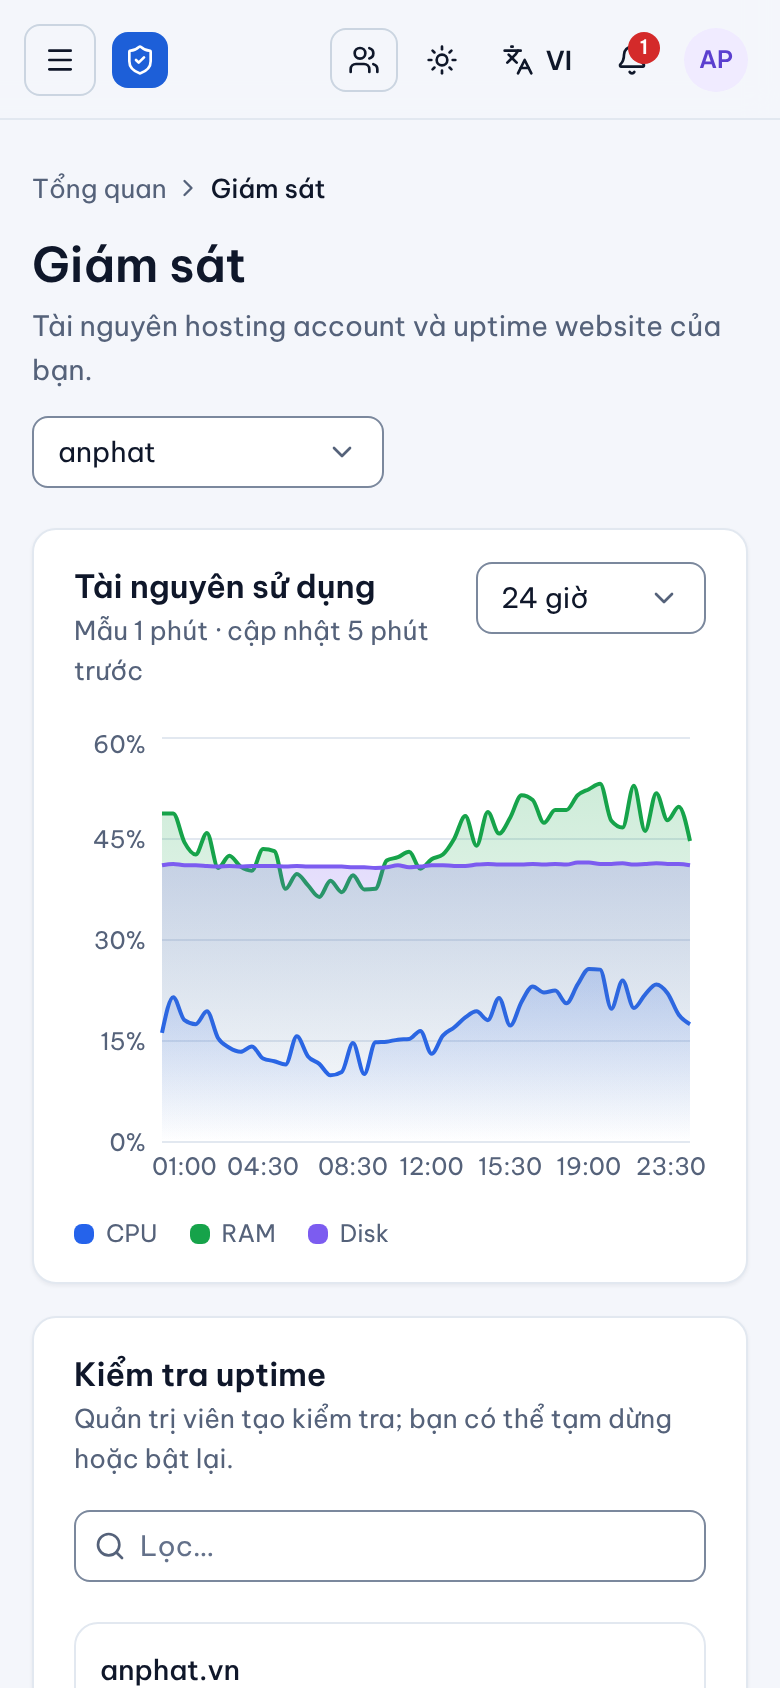 VI
1
AP
Tổng quan > Giám sát
Giám sát
Tài nguyên hosting account và uptime website của
bạn.
anphat
Tài nguyên sử dụng
24 giờ
Mẫu 1 phút · cập nhật 5 phút
trước
60%
45%
30%
15%
0%
01:00 04:30 08:30 12:00 15:30 19:00 23:30
CPU RAM Disk
Kiểm tra uptime
Quản trị viên tạo kiểm tra; bạn có thể tạm dừng
hoặc bật lại.
Lọc...
anphat.vn